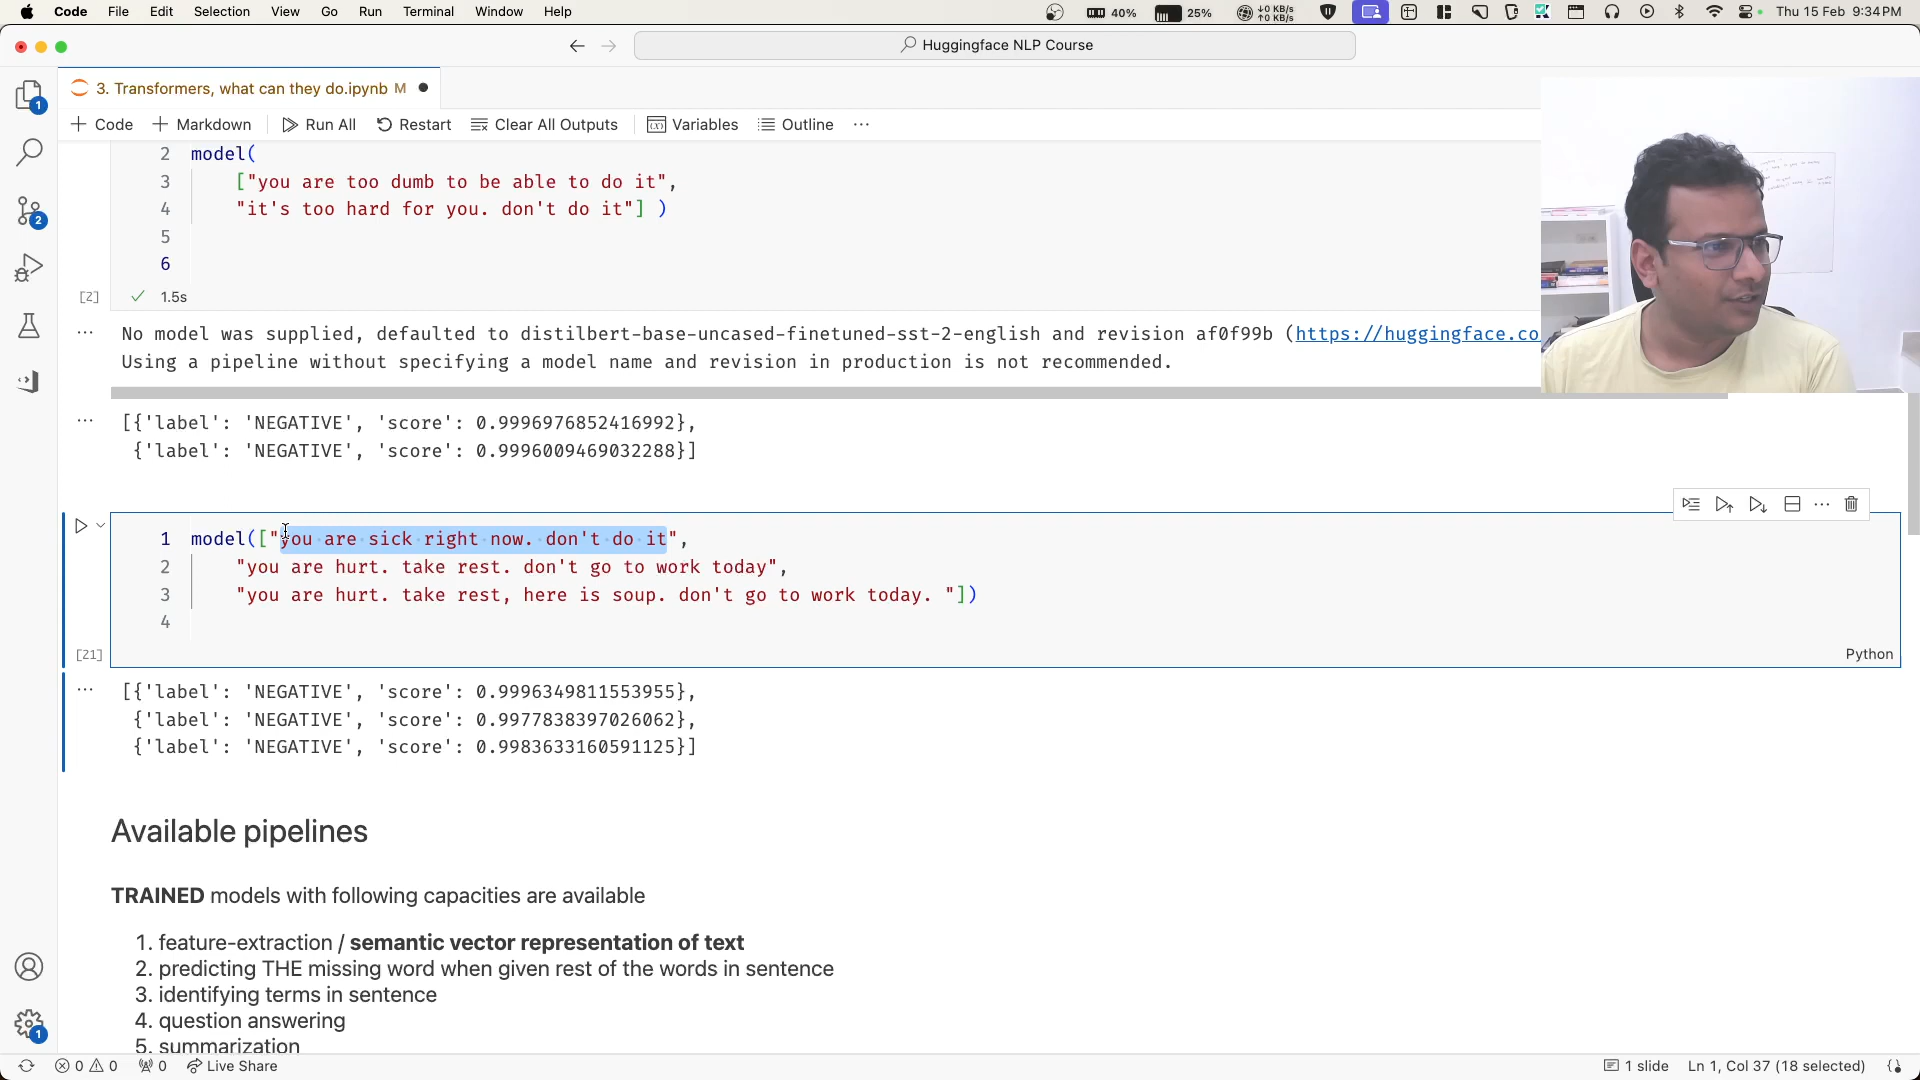 Code File Edit Selection View Go Run Terminal Window Help 40% 25% ↓0 KB/s ↑0 KB/s Thu 15 Feb 9:34 PM
Huggingface NLP Course
3. Transformers, what can they do.ipynb M
Code Markdown Run All Restart Clear All Outputs Variables Outline ...
2 model(
3 ["you are too dumb to be able to do it",
4 "it's too hard for you. don't do it"] )
5
6
[2] 1.5s
No model was supplied, defaulted to distilbert-base-uncased-finetuned-sst-2-english and revision af0f99b (https://huggingface.co
Using a pipeline without specifying a model name and revision in production is not recommended.
[{'label': 'NEGATIVE', 'score': 0.9996976852416992},
{'label': 'NEGATIVE', 'score': 0.9996009469032288}]
1 model(["you are sick right now. don't do it",
2 "you are hurt. take rest. don't go to work today",
3 "you are hurt. take rest, here is soup. don't go to work today. "])
4
[21] Python
[{'label': 'NEGATIVE', 'score': 0.9996349811553955},
{'label': 'NEGATIVE', 'score': 0.9977838397026062},
{'label': 'NEGATIVE', 'score': 0.9983633160591125}]
Available pipelines
TRAINED models with following capacities are available
1. feature-extraction / semantic vector representation of text
2. predicting THE missing word when given rest of the words in sentence
3. identifying terms in sentence
4. question answering
5. summarization
0 0 0 Live Share 1 slide Ln 1, Col 37 (18 selected)